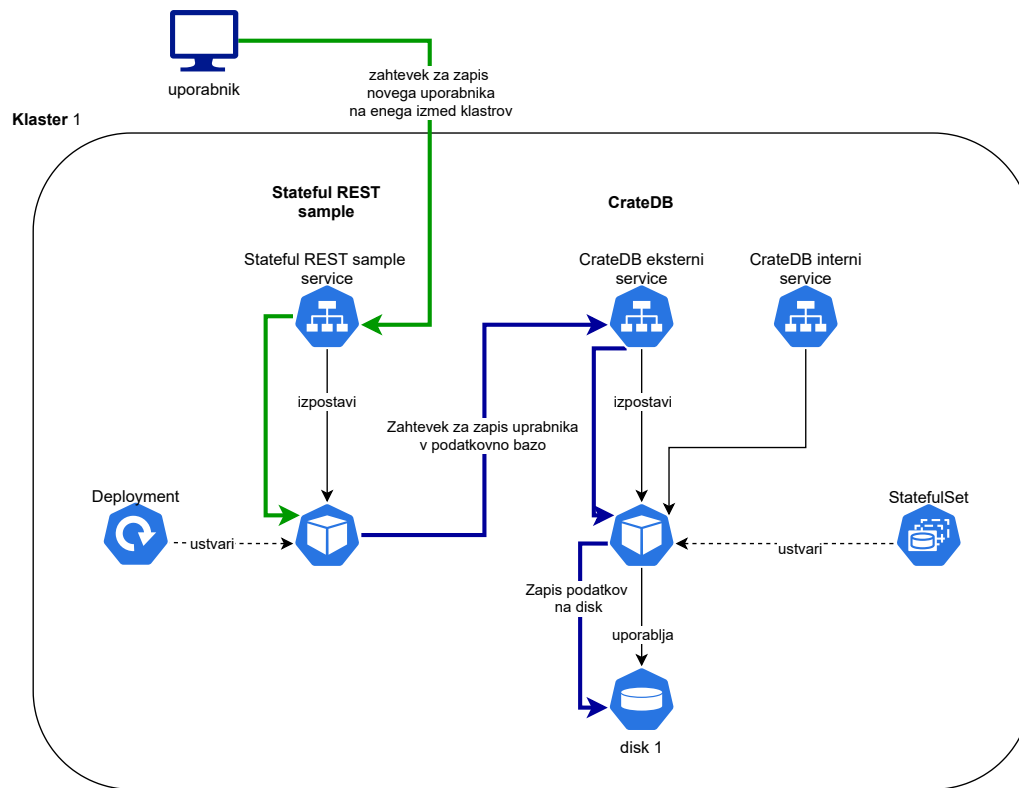 uporabnik
zahtevek za zapis
novega uporabnika
na enega izmed klastrov
Klaster 1
Stateful REST
sample
CrateDB
Stateful REST sample
service
CrateDB eksterni
service
CrateDB interni
service
izpostavi
izpostavi
Zahtevek za zapis uprabnika
v podatkovno bazo
Deployment
StatefulSet
ustvari
ustvari
Zapis podatkov
na disk
uporablja
disk 1